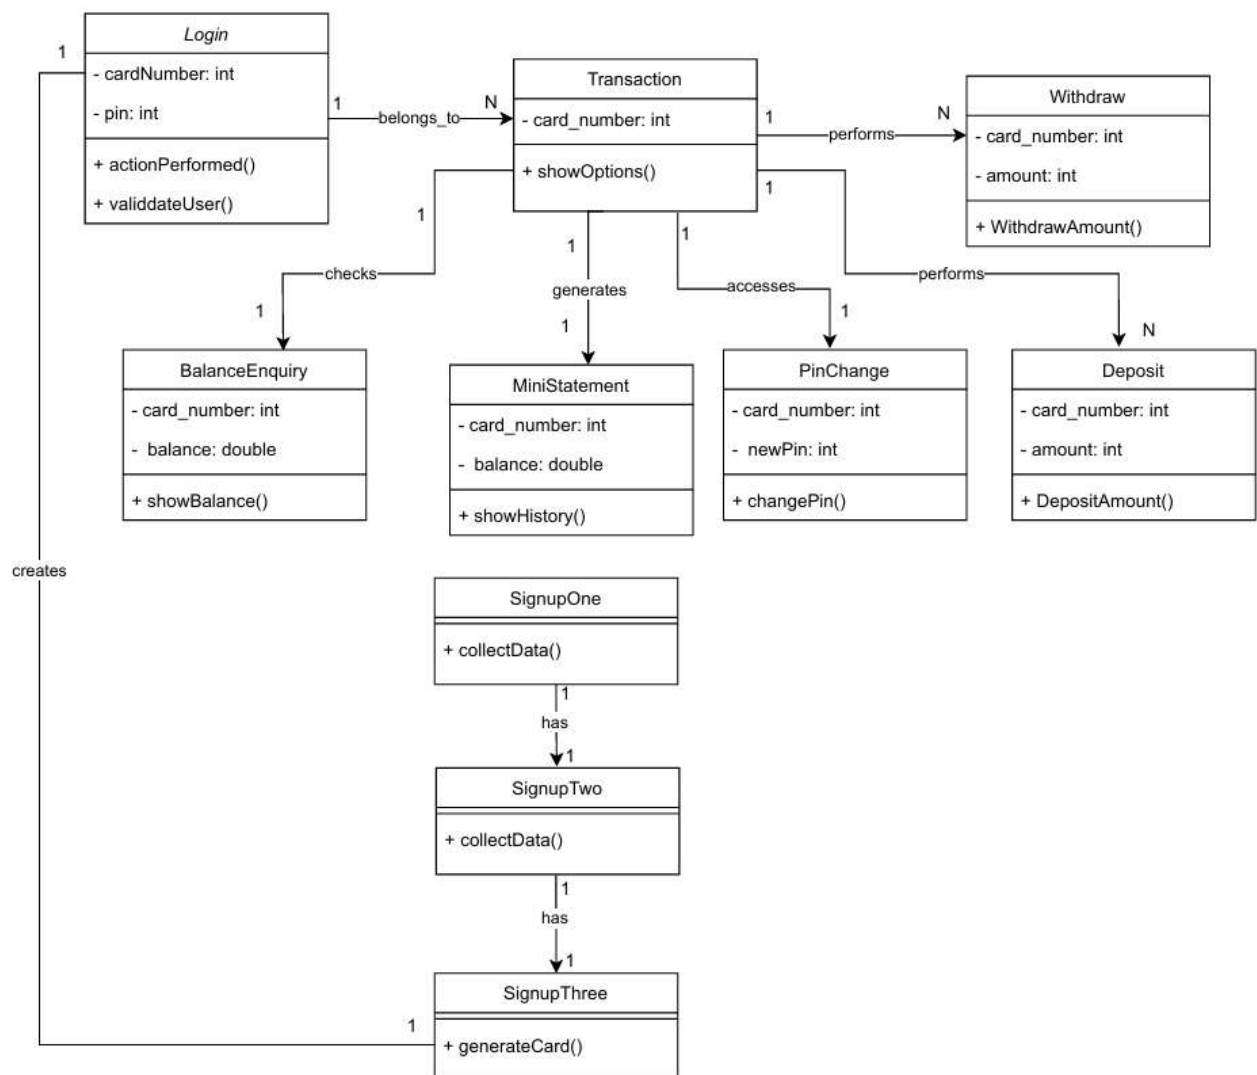 Login
1
- cardNumber: int
- pin: int
+ actionPerformed()
+ validdateUser()
1
belongs_to
N
Transaction
- card_number: int
+ showOptions()
1
performs
N
Withdraw
- card_number: int
- amount: int
+ WithdrawAmount()
1
checks
1
1
generates
1
1
accesses
1
1
performs
N
BalanceEnquiry
- card_number: int
- balance: double
+ showBalance()
MiniStatement
- card_number: int
- balance: double
+ showHistory()
PinChange
- card_number: int
- newPin: int
+ changePin()
Deposit
- card_number: int
- amount: int
+ DepositAmount()
creates
SignupOne
+ collectData()
1
has
1
SignupTwo
+ collectData()
1
has
1
SignupThree
1
+ generateCard()